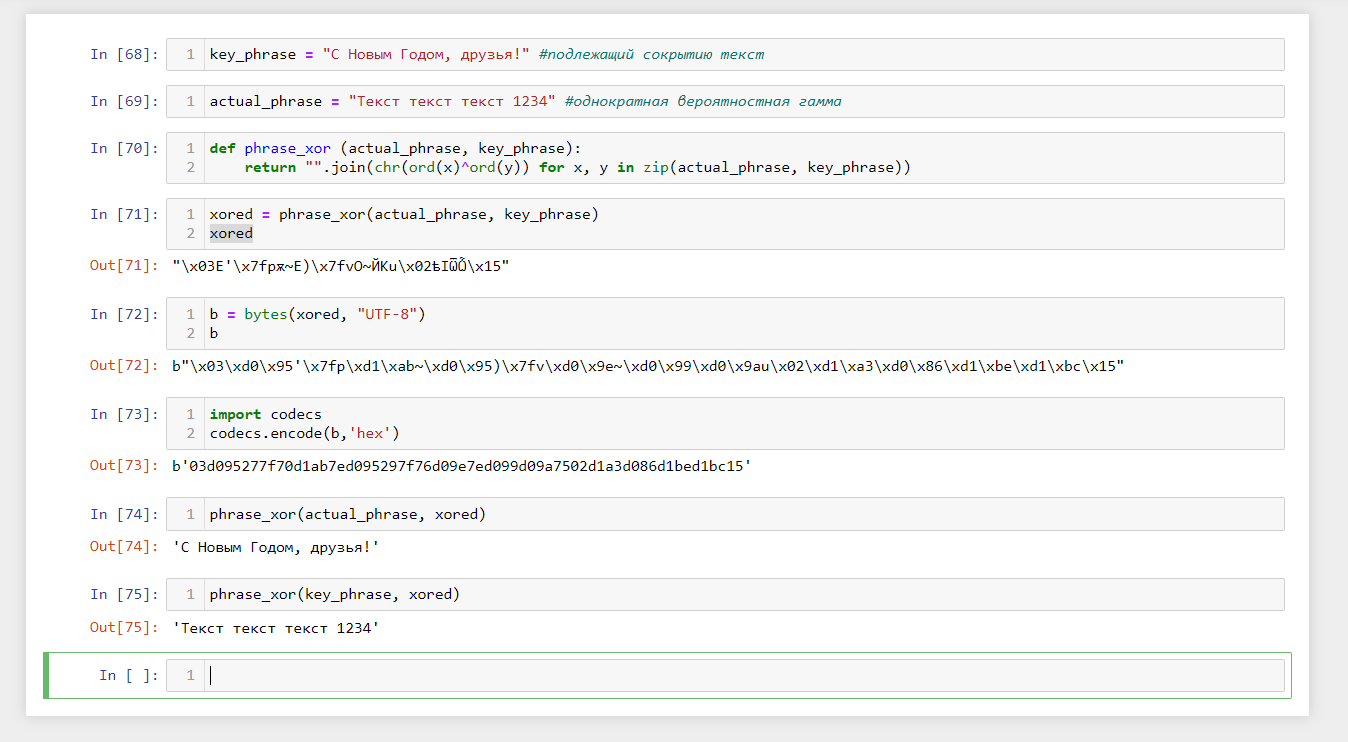 In [68]: 1 key_phrase = "С Новым Годом, друзья!" #подлежащий сокрытию текст
In [69]: 1 actual_phrase = "Текст текст текст 1234" #однократная вероятностная гамма
In [70]: 1 def phrase_xor (actual_phrase, key_phrase):
2 return "".join(chr(ord(x)^ord(y)) for x, y in zip(actual_phrase, key_phrase))
In [71]: 1 xored = phrase_xor(actual_phrase, key_phrase)
2 xored
Out[71]: "\x03Е'\x7fpѫ~Е)\x7fvО~ЙКu\x02ѣІѾѼ\x15"
In [72]: 1 b = bytes(xored, "UTF-8")
2 b
Out[72]: b"\x03\xd0\x95'\x7fp\xd1\xab~\xd0\x95)\x7fv\xd0\x9e~\xd0\x99\xd0\x9au\x02\xd1\xa3\xd0\x86\xd1\xbe\xd1\xbc\x15"
In [73]: 1 import codecs
2 codecs.encode(b,'hex')
Out[73]: b'03d095277f70d1ab7ed095297f76d09e7ed099d09a7502d1a3d086d1bed1bc15'
In [74]: 1 phrase_xor(actual_phrase, xored)
Out[74]: 'С Новым Годом, друзья!'
In [75]: 1 phrase_xor(key_phrase, xored)
Out[75]: 'Текст текст текст 1234'
In [ ]: 1